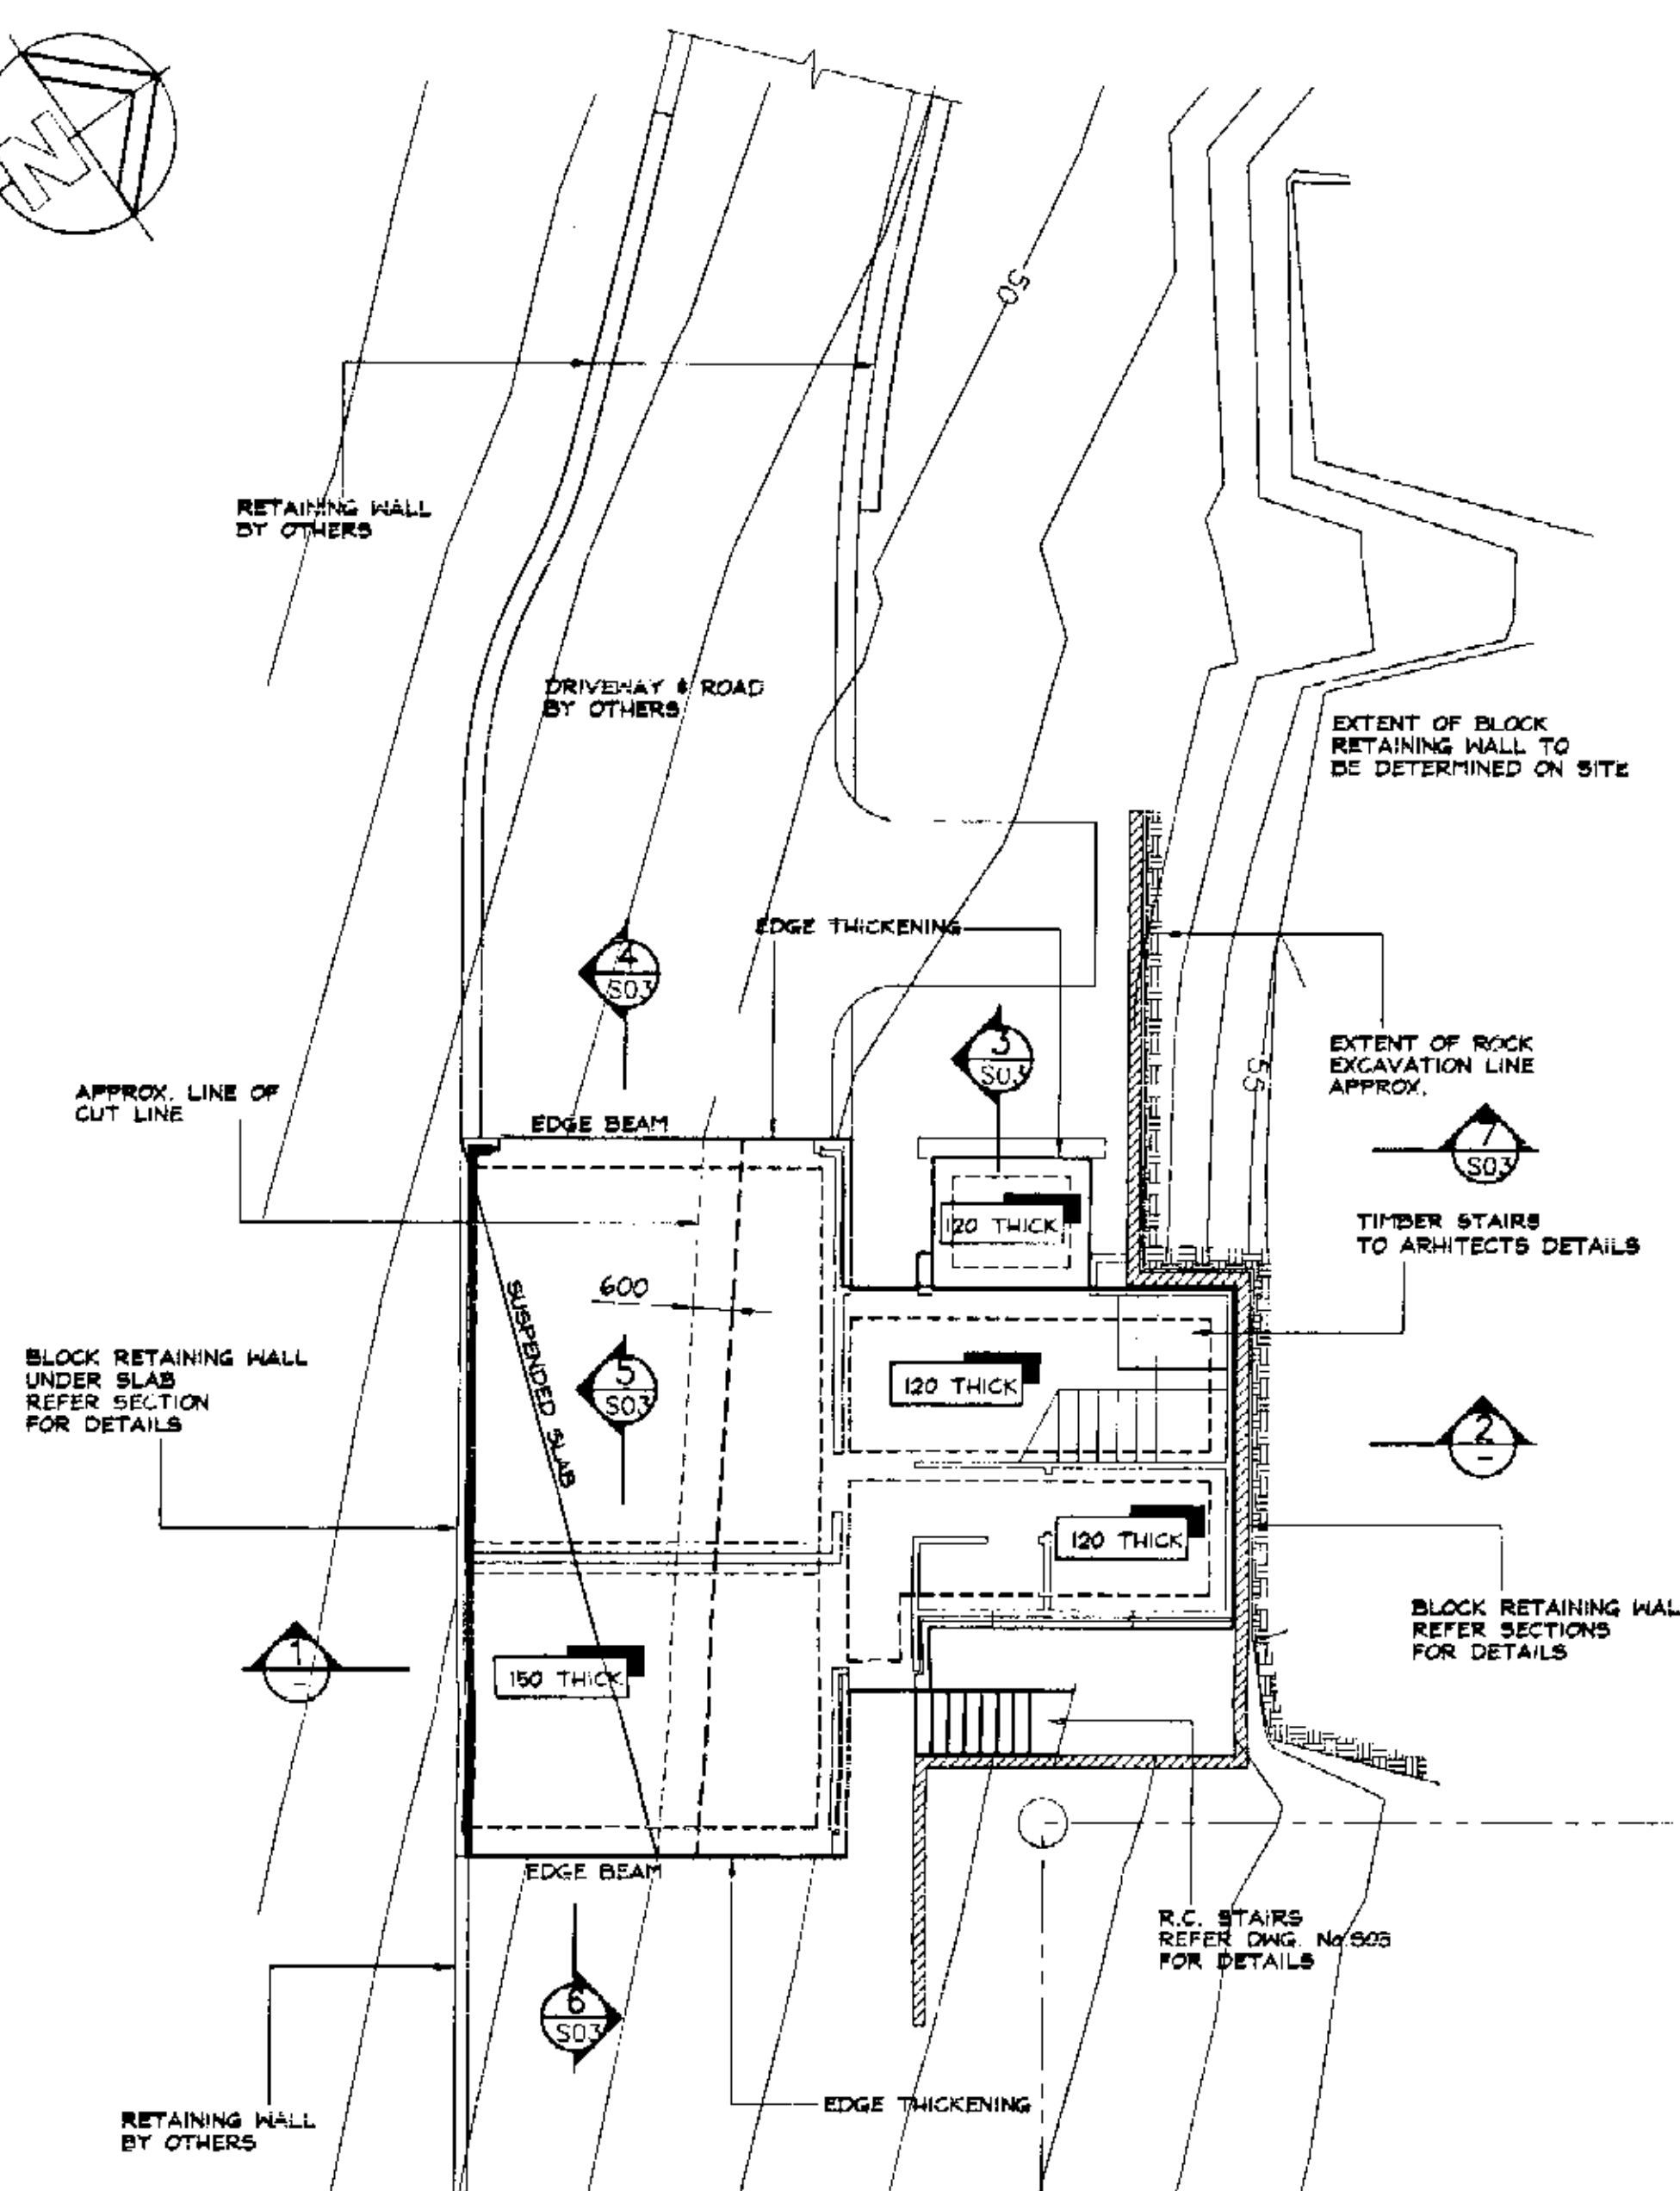 N
50
RETAINING WALL
BY OTHERS
DRIVEWAY & ROAD
BY OTHERS
EXTENT OF BLOCK
RETAINING WALL TO
BE DETERMINED ON SITE
EDGE THICKENING
4
S03
3
S03
EXTENT OF ROCK
EXCAVATION LINE
APPROX.
55
APPROX. LINE OF
CUT LINE
EDGE BEAM
7
S03
120 THICK
TIMBER STAIRS
TO ARHITECTS DETAILS
600
SUSPENDED SLAB
BLOCK RETAINING WALL
UNDER SLAB
REFER SECTION
FOR DETAILS
5
S03
120 THICK
2
-
120 THICK
BLOCK RETAINING WAL
REFER SECTIONS
FOR DETAILS
1
-
150 THICK
EDGE BEAM
R.C. STAIRS
REFER DWG. No S03
FOR DETAILS
6
S03
EDGE THICKENING
RETAINING WALL
BY OTHERS